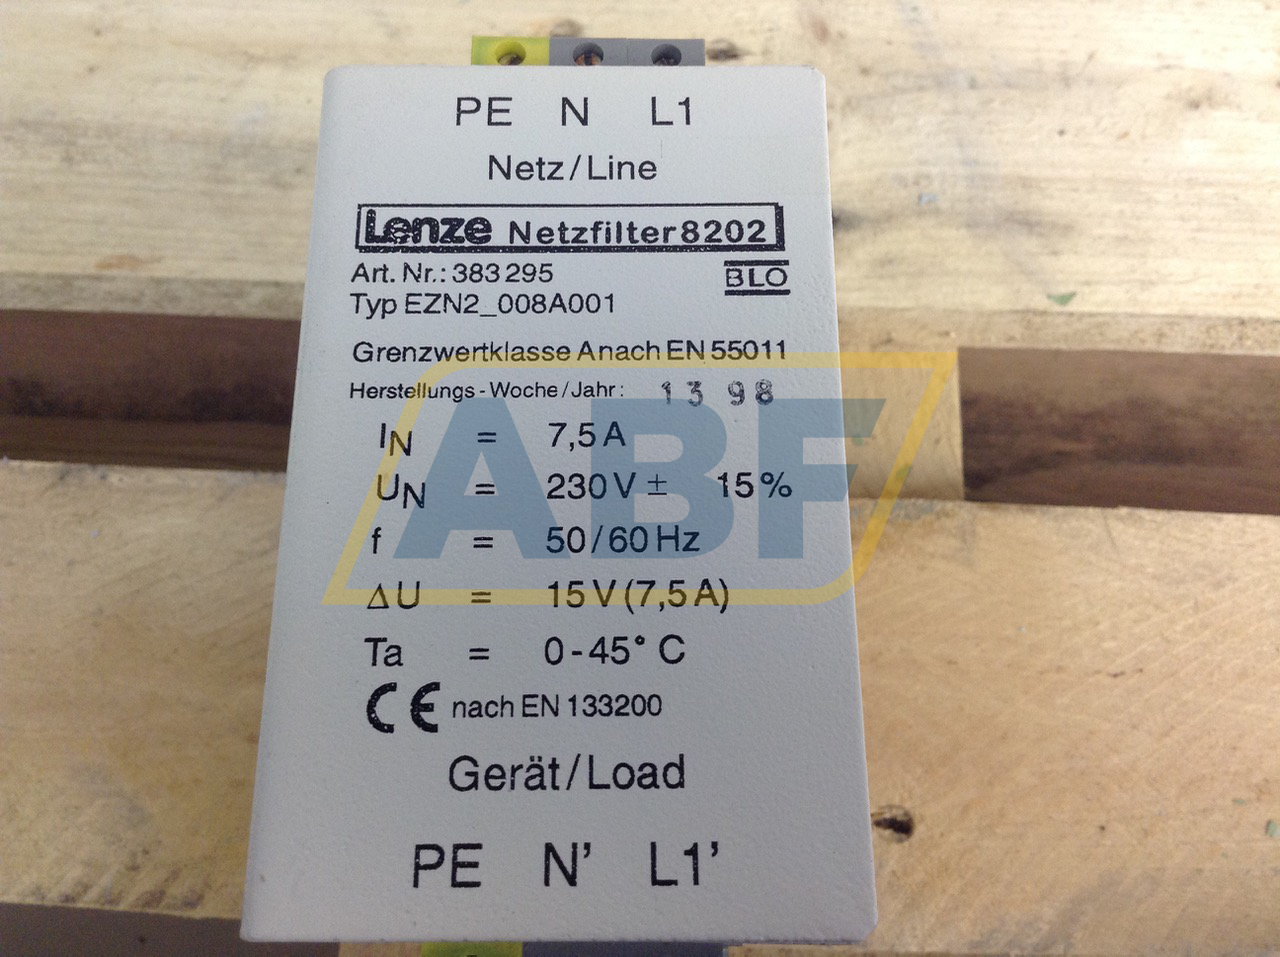 PE N L1
Netz/Line
Lenze Netzfilter 8202
Art. Nr.: 383 295 BLO
Typ EZN2_008A001
Grenzwertklasse A nach EN 55011
Herstellungs - Woche / Jahr : 13 98
IN = 7,5 A
UN = 230 V ± 15 %
f = 50 / 60 Hz
ΔU = 15 V (7,5 A)
Ta = 0 - 45° C
CE nach EN 133200
Gerät/Load
PE N' L1'
ABF